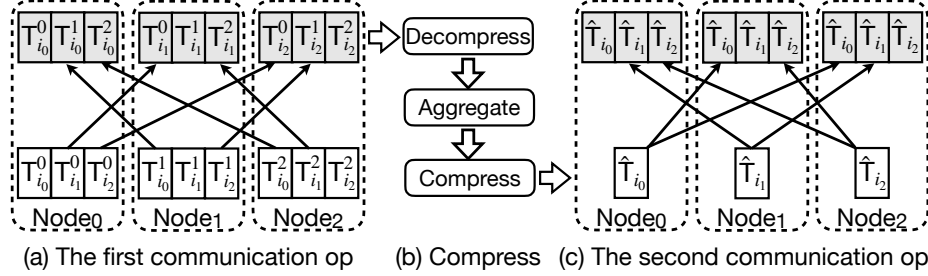 T^0_{i_0} T^1_{i_0} T^2_{i_0} T^0_{i_1} T^1_{i_1} T^2_{i_1} T^0_{i_2} T^1_{i_2} T^2_{i_2}
Decompress
T̂_{i_0} T̂_{i_1} T̂_{i_2} T̂_{i_0} T̂_{i_1} T̂_{i_2} T̂_{i_0} T̂_{i_1} T̂_{i_2}
Aggregate
T^0_{i_0} T^0_{i_1} T^0_{i_2} T^1_{i_0} T^1_{i_1} T^1_{i_2} T^2_{i_0} T^2_{i_1} T^2_{i_2}
Compress
T̂_{i_0} T̂_{i_1} T̂_{i_2}
Node0 Node1 Node2
Node0 Node1 Node2
(a) The first communication op
(b) Compress
(c) The second communication op